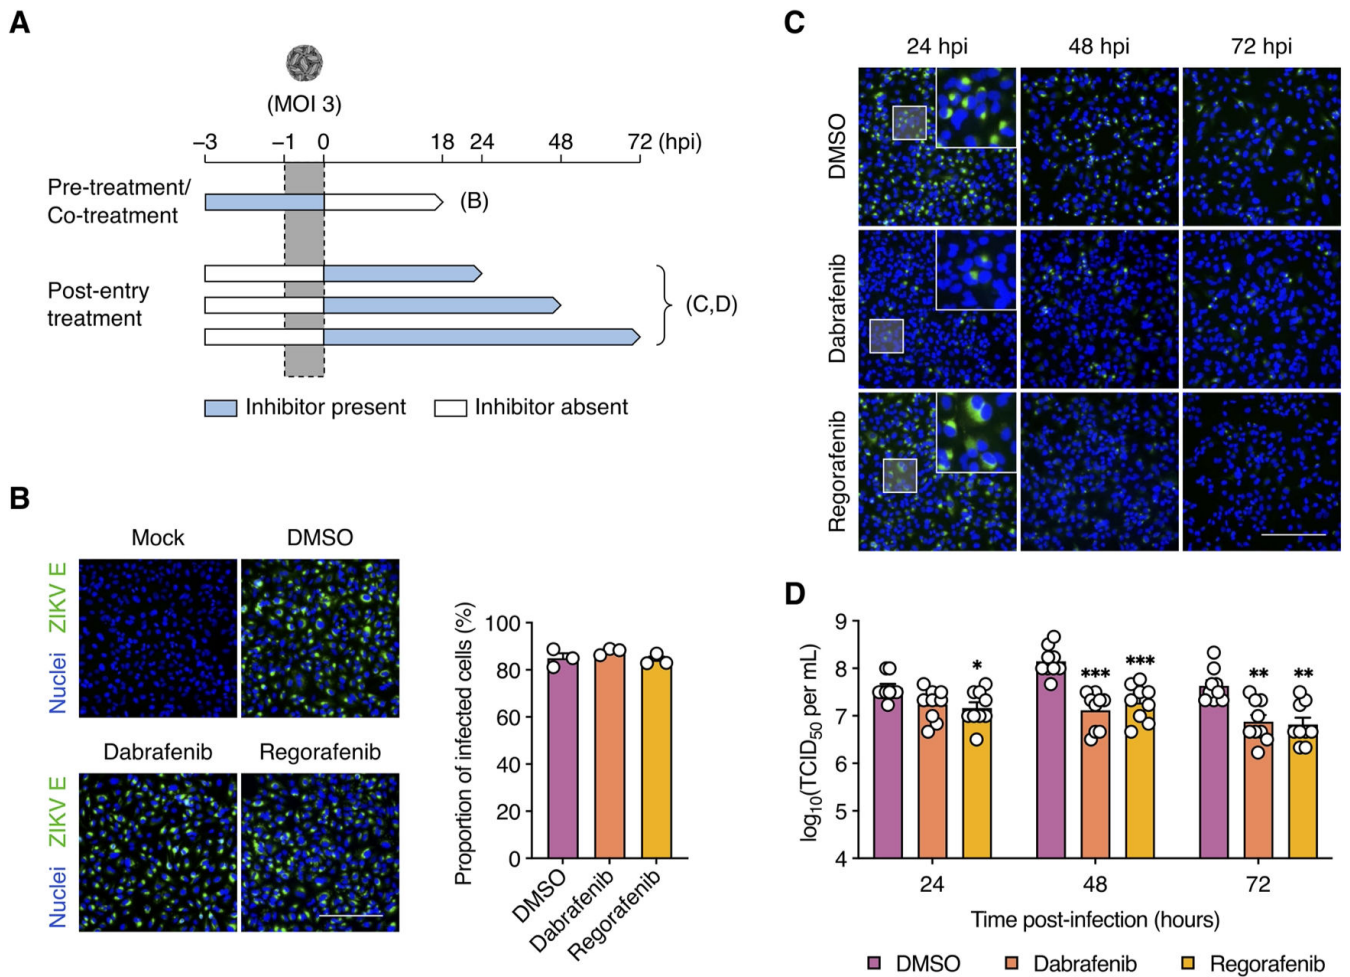 A
(MOI 3)
−3 −1 0 18 24 48 72 (hpi)
Pre-treatment/
Co-treatment
(B)
Post-entry
treatment
(C,D)
Inhibitor present Inhibitor absent
B
Mock DMSO
Nuclei ZIKV E
Dabrafenib Regorafenib
Nuclei ZIKV E
Proportion of infected cells (%)
100
80
60
40
20
0
DMSO
Dabrafenib
Regorafenib
C
24 hpi 48 hpi 72 hpi
DMSO
Dabrafenib
Regorafenib
D
log10(TCID50 per mL)
9
8
7
6
5
4
* *** *** ** **
24 48 72
Time post-infection (hours)
DMSO Dabrafenib Regorafenib